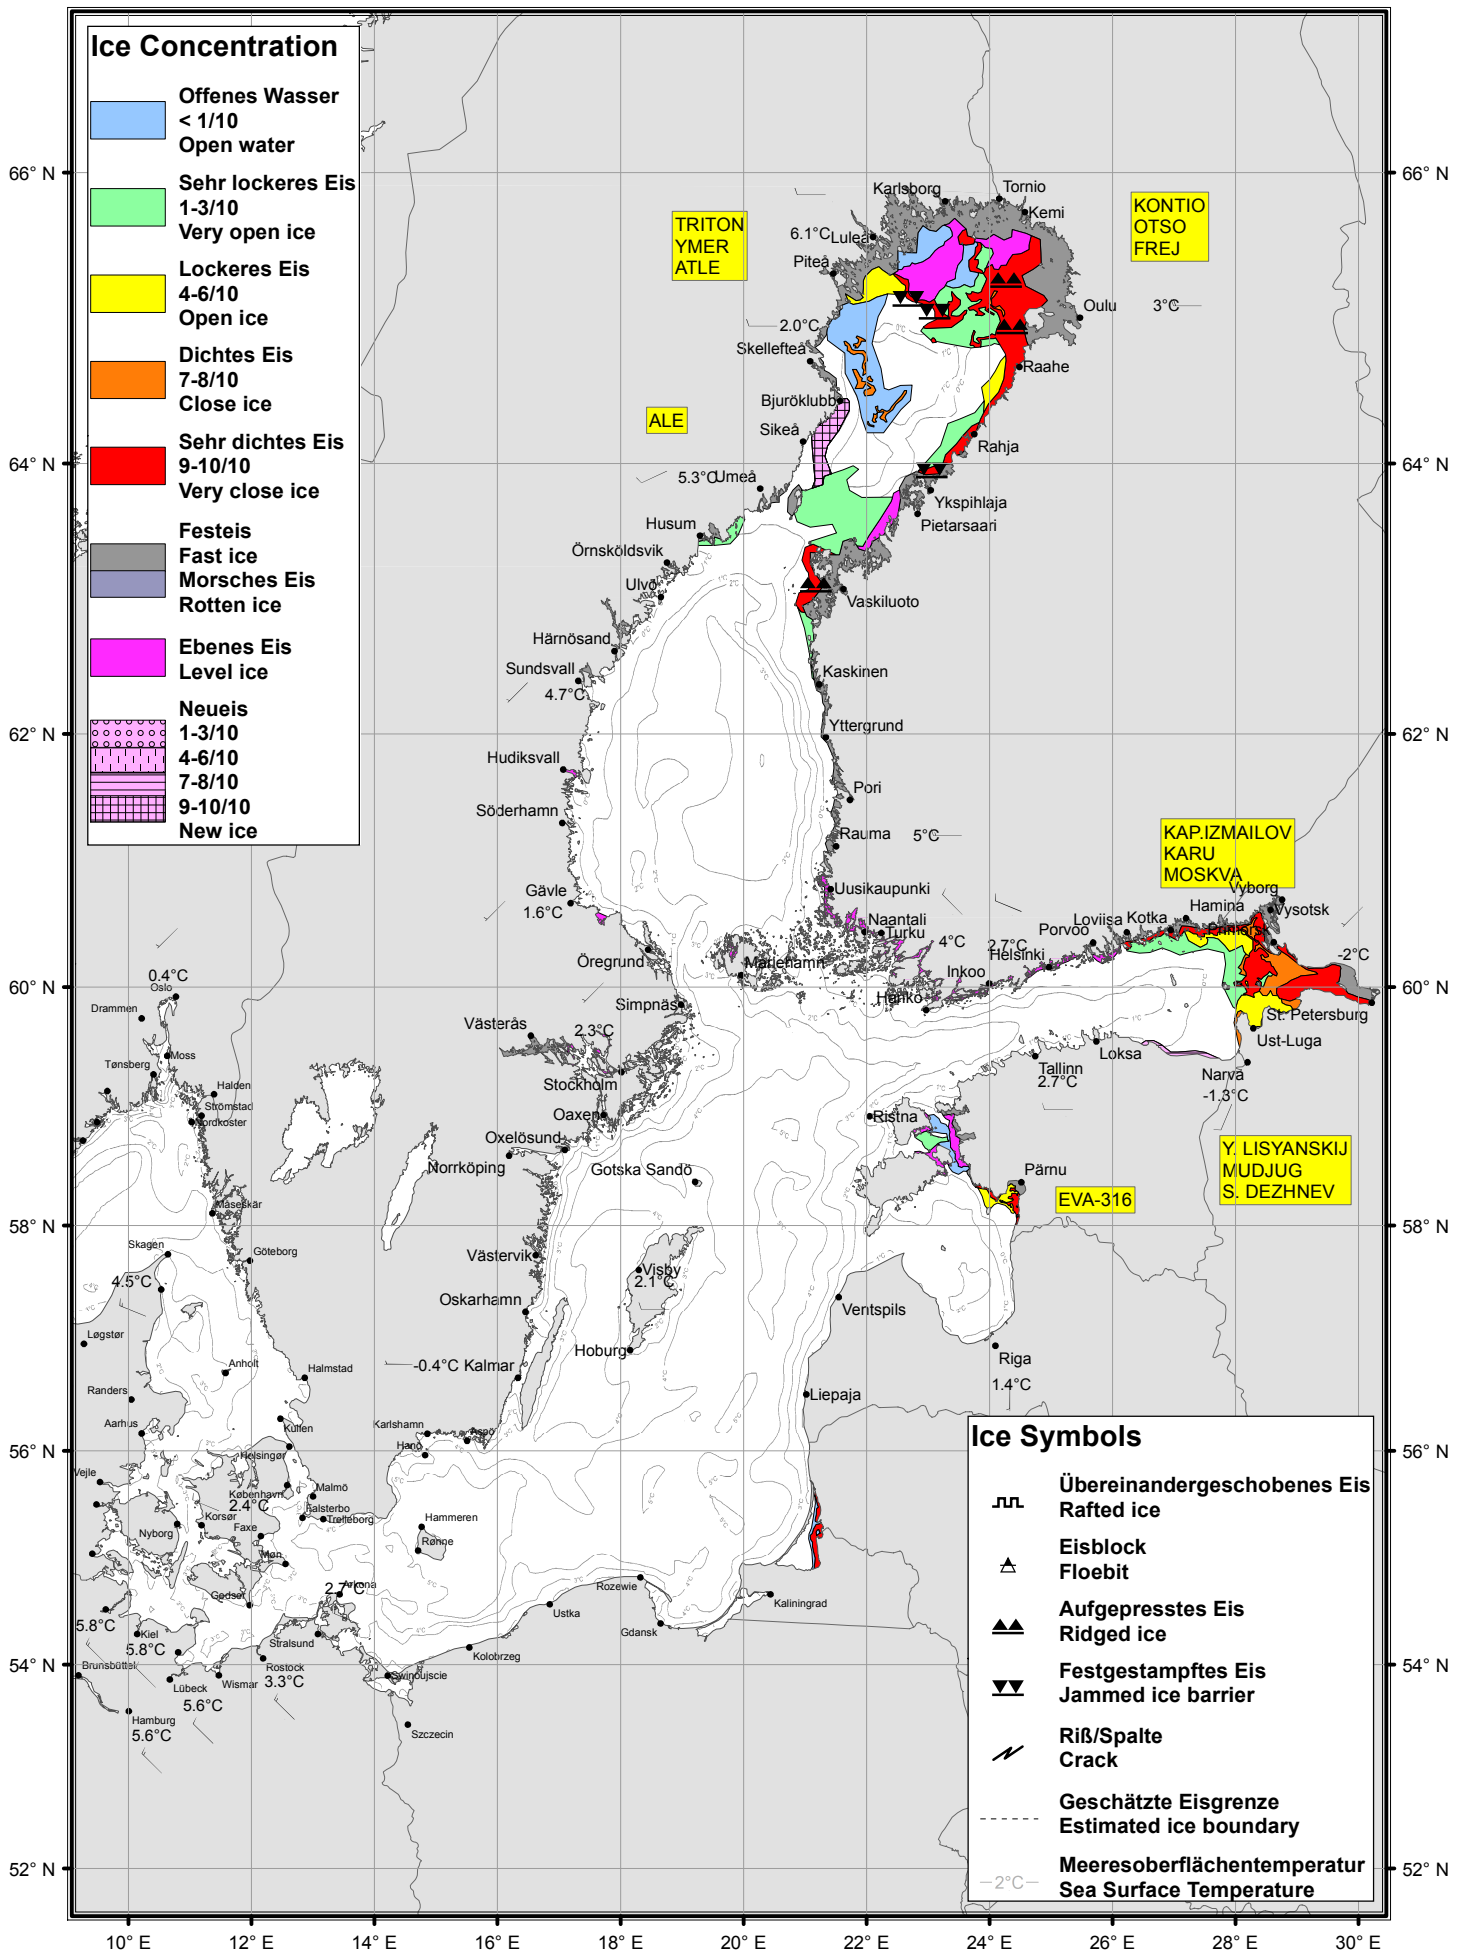 Ice Concentration
Offenes Wasser
< 1/10
Open water
Sehr lockeres Eis
1-3/10
Very open ice
Lockeres Eis
4-6/10
Open ice
Dichtes Eis
7-8/10
Close ice
Sehr dichtes Eis
9-10/10
Very close ice
Festeis
Fast ice
Morsches Eis
Rotten ice
Ebenes Eis
Level ice
Neueis
1-3/10
4-6/10
7-8/10
9-10/10
New ice
66° N
66° N
64° N
64° N
62° N
62° N
60° N
60° N
58° N
58° N
56° N
56° N
54° N
54° N
52° N
52° N
TRITON
YMER
ATLE
KONTIO
OTSO
FREJ
ALE
KAP.IZMAILOV
KARU
MOSKVA
Y. LISYANSKIJ
MUDJUG
S. DEZHNEV
EVA-316
Karlsborg
Tornio
Kemi
6.1°C
Luleå
Piteå
Oulu
3°C
2.0°C
Skellefteå
Raahe
Bjuröklubb
Sikeå
Rahja
5.3°C
Umeå
Ykspihlaja
Pietarsaari
Husum
Örnsköldsvik
Ulvö
Vaskiluoto
Härnösand
Sundsvall
4.7°C
Kaskinen
Yttergrund
Hudiksvall
Pori
Söderhamn
Rauma
5°C
Gävle
1.6°C
Uusikaupunki
Naantali
Turku
4°C
2.7°C
Helsinki
Porvoo
Loviisa
Kotka
Hamina
Vyborg
Vysotsk
Primorsk
-2°C
Öregrund
Mariehamn
Inkoo
Hanko
Simpnäs
St. Petersburg
Ust-Luga
Narva
-1.3°C
Loksa
Tallinn
2.7°C
Västerås
2.3°C
Stockholm
Oaxen
Oxelösund
Norrköping
Gotska Sandö
Ristna
Pärnu
0.4°C
Oslo
Drammen
Moss
Tønsberg
Halden
Strömstad
Nordkoster
Måseskär
Skagen
Göteborg
4.5°C
Västervik
Visby
2.1°C
Oskarhamn
Ventspils
Løgstør
Hoburg
Riga
1.4°C
-0.4°C Kalmar
Anholt
Halmstad
Randers
Liepaja
Aarhus
Kullen
Karlshamn
Aspö
Hanö
Helsingør
Vejle
København
2.4°C
Malmö
Falsterbo
Trelleborg
Korsør
Nyborg
Faxe
Møn
Hammeren
Rønne
Gedser
2.7°C
Arkona
5.8°C
Kiel
5.8°C
Stralsund
Rozewie
Ustka
Gdansk
Kaliningrad
Kolobrzeg
Swinoujscie
Brunsbüttel
Lübeck
Wismar
5.6°C
Rostock
3.3°C
Hamburg
5.6°C
Szczecin
Ice Symbols
Übereinandergeschobenes Eis
Rafted ice
Eisblock
Floebit
Aufgepresstes Eis
Ridged ice
Festgestampftes Eis
Jammed ice barrier
Riß/Spalte
Crack
Geschätzte Eisgrenze
Estimated ice boundary
2°C
Meeresoberflächentemperatur
Sea Surface Temperature
10° E
12° E
14° E
16° E
18° E
20° E
22° E
24° E
26° E
28° E
30° E